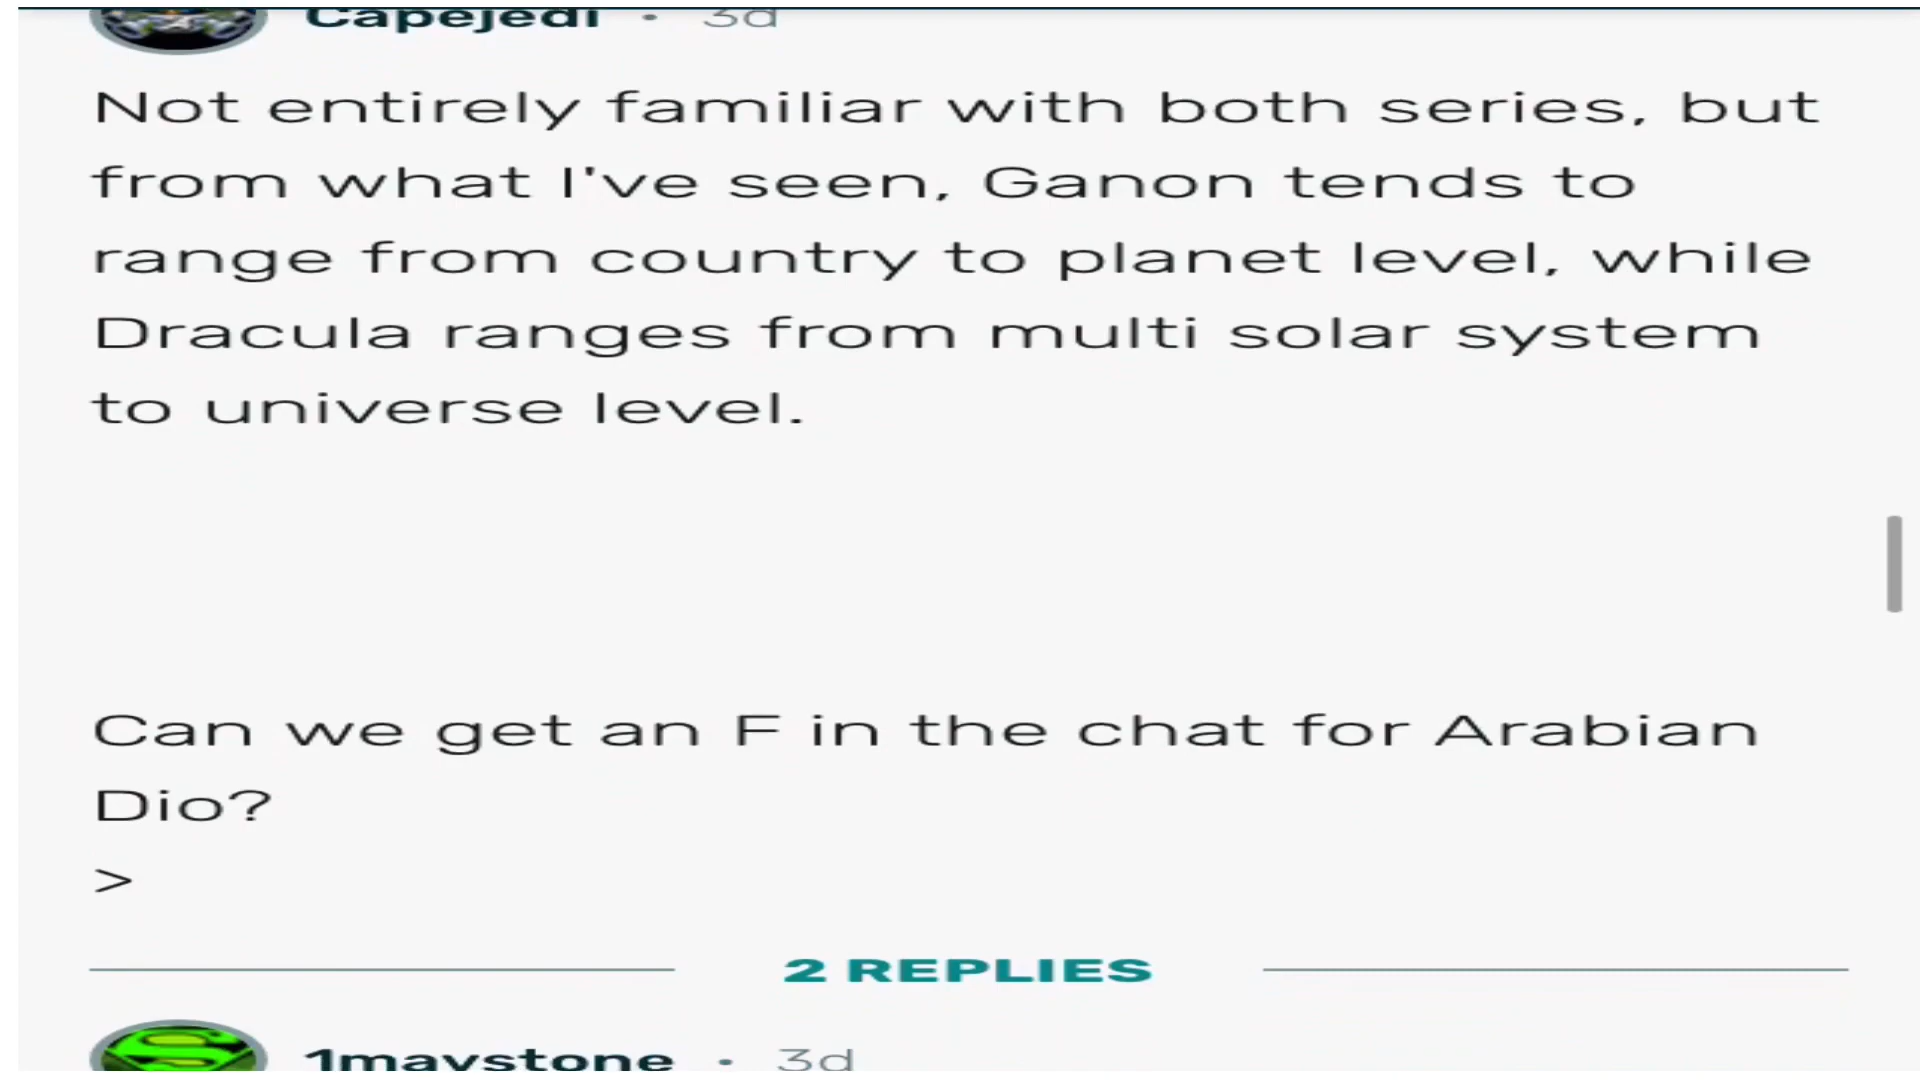 Capejedi • 3d
Not entirely familiar with both series, but
from what I've seen, Ganon tends to
range from country to planet level, while
Dracula ranges from multi solar system
to universe level.
Can we get an F in the chat for Arabian
Dio?
>
2 REPLIES
1maystone • 3d